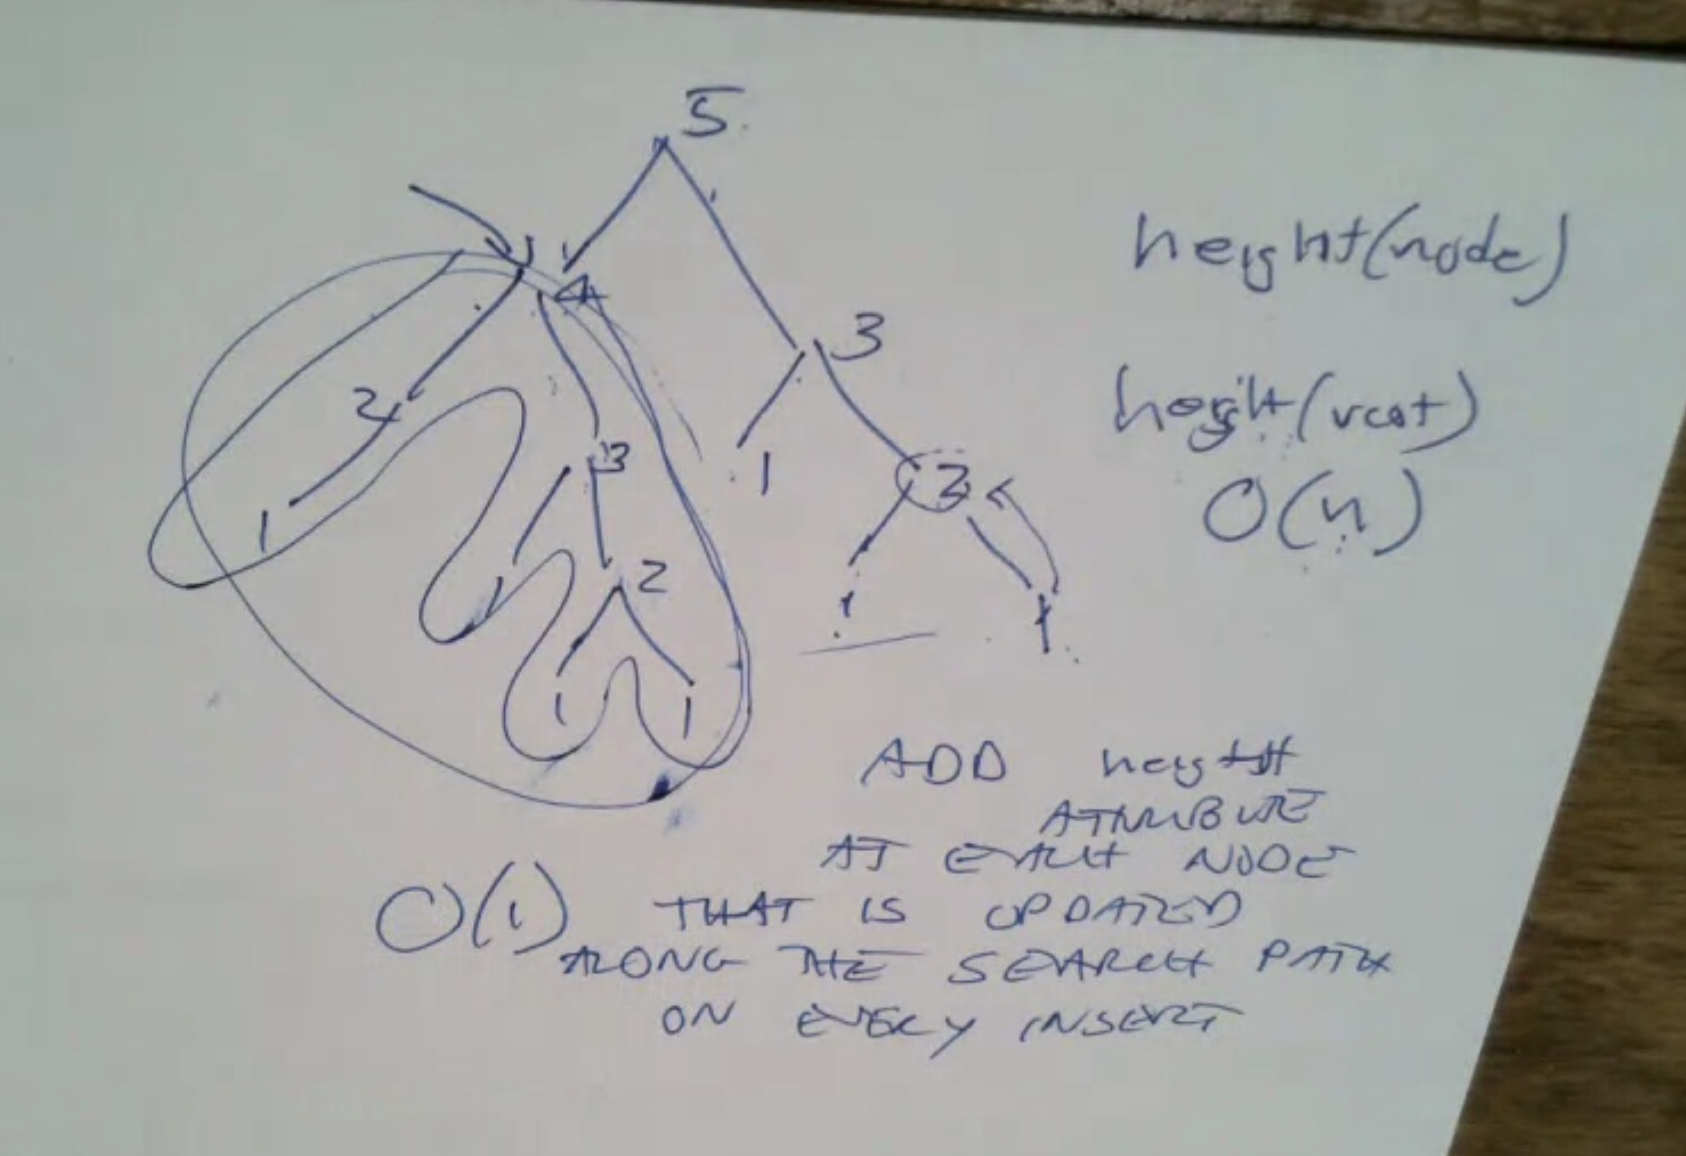 5
4
3
2
3
1
2
1
1
2
1
1
1
1
height(node)
height(root)
O(n)
ADD height
ATTRIBUTE
AT EACH NODE
O(1) THAT IS UPDATED
ALONG THE SEARCH PATH
ON EVERY INSERT